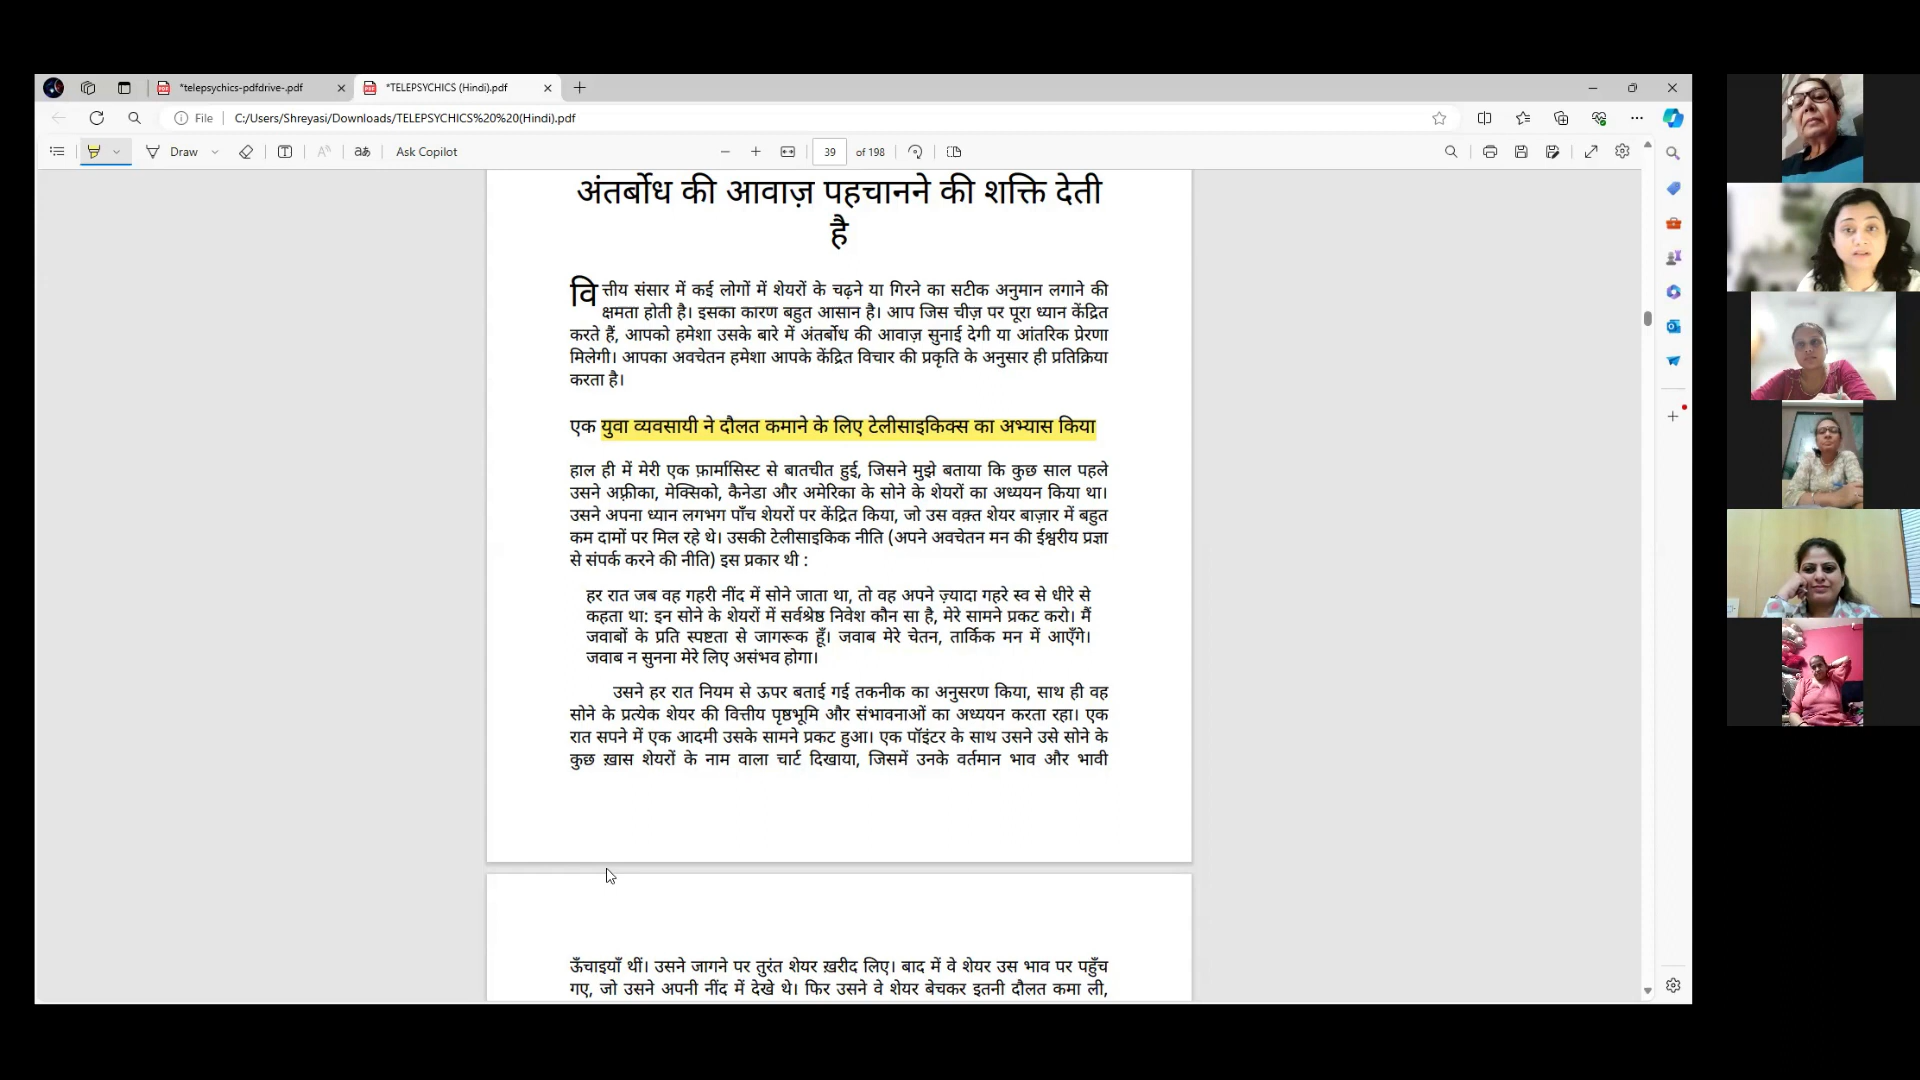 *telepsychics-pdfdrive-.pdf
*TELEPSYCHICS (Hindi).pdf
File
C:/Users/Shreyasi/Downloads/TELEPSYCHICS%20%20(Hindi).pdf
Draw
Ask Copilot
39 of 198
अंतर्बोध की आवाज़ पहचानने की शक्ति देती
है
वित्तीय संसार में कई लोगों में शेयरों के चढ़ने या गिरने का सटीक अनुमान लगाने की
क्षमता होती है। इसका कारण बहुत आसान है। आप जिस चीज़ पर पूरा ध्यान केंद्रित
करते हैं, आपको हमेशा उसके बारे में अंतर्बोध की आवाज़ सुनाई देगी या आंतरिक प्रेरणा
मिलेगी। आपका अवचेतन हमेशा आपके केंद्रित विचार की प्रकृति के अनुसार ही प्रतिक्रिया
करता है।
एक युवा व्यवसायी ने दौलत कमाने के लिए टेलीसाइकिक्स का अभ्यास किया
हाल ही में मेरी एक फ़ार्मासिस्ट से बातचीत हुई, जिसने मुझे बताया कि कुछ साल पहले
उसने अफ़्रीका, मेक्सिको, कैनेडा और अमेरिका के सोने के शेयरों का अध्ययन किया था।
उसने अपना ध्यान लगभग पाँच शेयरों पर केंद्रित किया, जो उस वक़्त शेयर बाज़ार में बहुत
कम दामों पर मिल रहे थे। उसकी टेलीसाइकिक नीति (अपने अवचेतन मन की ईश्वरीय प्रज्ञा
से संपर्क करने की नीति) इस प्रकार थी :
हर रात जब वह गहरी नींद में सोने जाता था, तो वह अपने ज़्यादा गहरे स्व से धीरे से
कहता था: इन सोने के शेयरों में सर्वश्रेष्ठ निवेश कौन सा है, मेरे सामने प्रकट करो। मैं
जवाबों के प्रति स्पष्टता से जागरूक हूँ। जवाब मेरे चेतन, तार्किक मन में आएँगे।
जवाब न सुनना मेरे लिए असंभव होगा।
उसने हर रात नियम से ऊपर बताई गई तकनीक का अनुसरण किया, साथ ही वह
सोने के प्रत्येक शेयर की वित्तीय पृष्ठभूमि और संभावनाओं का अध्ययन करता रहा। एक
रात सपने में एक आदमी उसके सामने प्रकट हुआ। एक पॉइंटर के साथ उसने उसे सोने के
कुछ ख़ास शेयरों के नाम वाला चार्ट दिखाया, जिसमें उनके वर्तमान भाव और भावी
ऊँचाइयाँ थीं। उसने जागने पर तुरंत शेयर ख़रीद लिए। बाद में वे शेयर उस भाव पर पहुँच
गए, जो उसने अपनी नींद में देखे थे। फिर उसने वे शेयर बेचकर इतनी दौलत कमा ली,